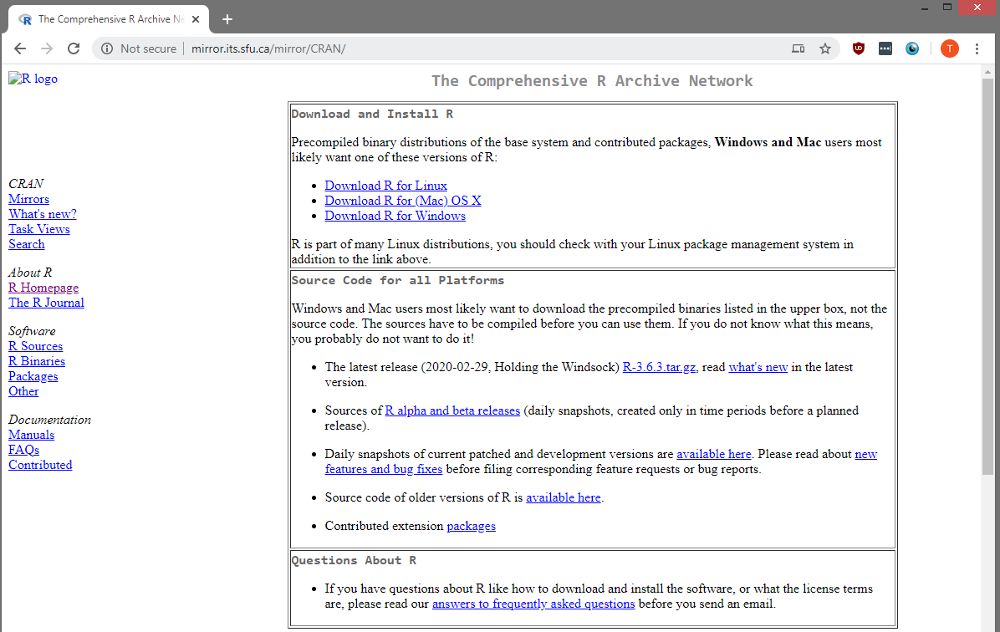 The Comprehensive R Archive Ne
Not secure
mirror.its.sfu.ca/mirror/CRAN/
T
R logo
CRAN
Mirrors
What's new?
Task Views
Search
About R
R Homepage
The R Journal
Software
R Sources
R Binaries
Packages
Other
Documentation
Manuals
FAQs
Contributed
The Comprehensive R Archive Network
Download and Install R
Precompiled binary distributions of the base system and contributed packages, Windows and Mac users most
likely want one of these versions of R:
Download R for Linux
Download R for (Mac) OS X
Download R for Windows
R is part of many Linux distributions, you should check with your Linux package management system in
addition to the link above.
Source Code for all Platforms
Windows and Mac users most likely want to download the precompiled binaries listed in the upper box, not the
source code. The sources have to be compiled before you can use them. If you do not know what this means,
you probably do not want to do it!
The latest release (2020-02-29, Holding the Windsock) R-3.6.3.tar.gz, read what's new in the latest
version.
Sources of R alpha and beta releases (daily snapshots, created only in time periods before a planned
release).
Daily snapshots of current patched and development versions are available here. Please read about new
features and bug fixes before filing corresponding feature requests or bug reports.
Source code of older versions of R is available here.
Contributed extension packages
Questions About R
If you have questions about R like how to download and install the software, or what the license terms
are, please read our answers to frequently asked questions before you send an email.